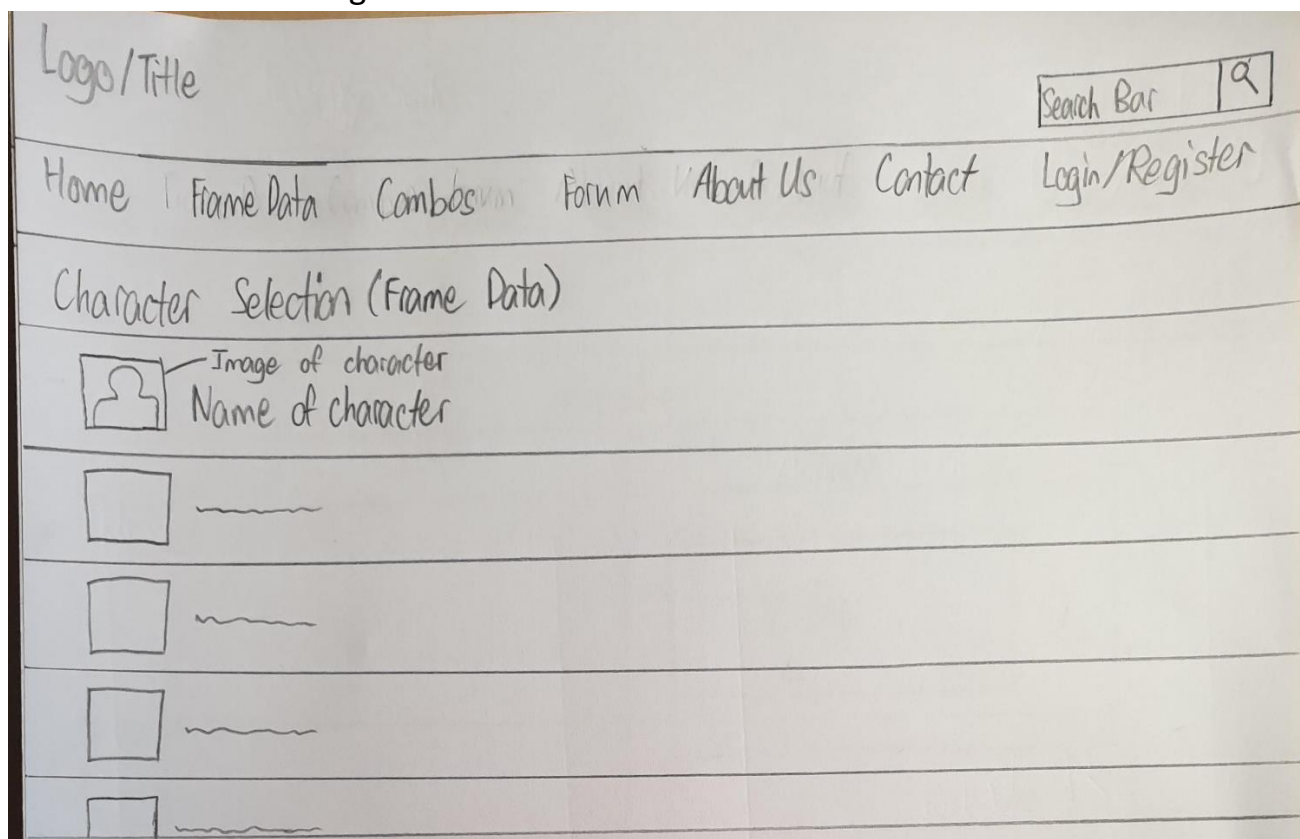 Logo/Title
Search Bar
Home Frame Data Combos Forum About Us Contact Login/Register
Character Selection (Frame Data)
Image of character
Name of character